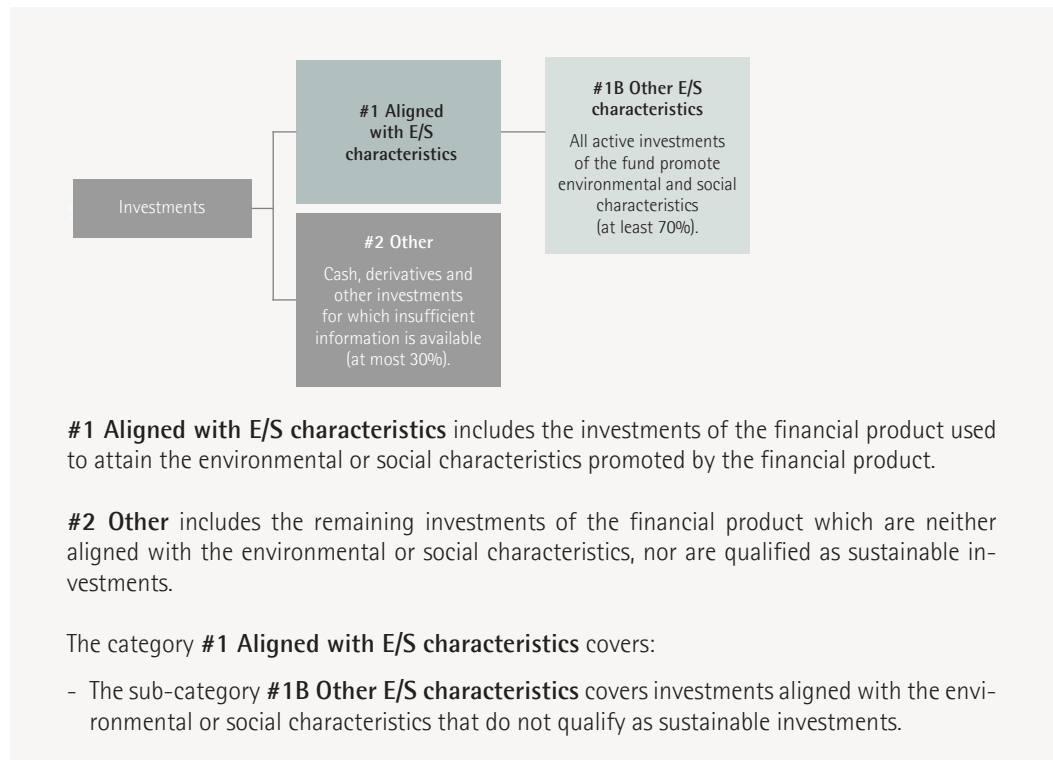 Investments
#1 Aligned
with E/S
characteristics
#1B Other E/S
characteristics
All active investments
of the fund promote
environmental and social
characteristics
(at least 70%).
#2 Other
Cash, derivatives and
other investments
for which insufficient
information is available
(at most 30%).
#1 Aligned with E/S characteristics includes the investments of the financial product used
to attain the environmental or social characteristics promoted by the financial product.
#2 Other includes the remaining investments of the financial product which are neither
aligned with the environmental or social characteristics, nor are qualified as sustainable in-
vestments.
The category #1 Aligned with E/S characteristics covers:
- The sub-category #1B Other E/S characteristics covers investments aligned with the envi-
ronmental or social characteristics that do not qualify as sustainable investments.